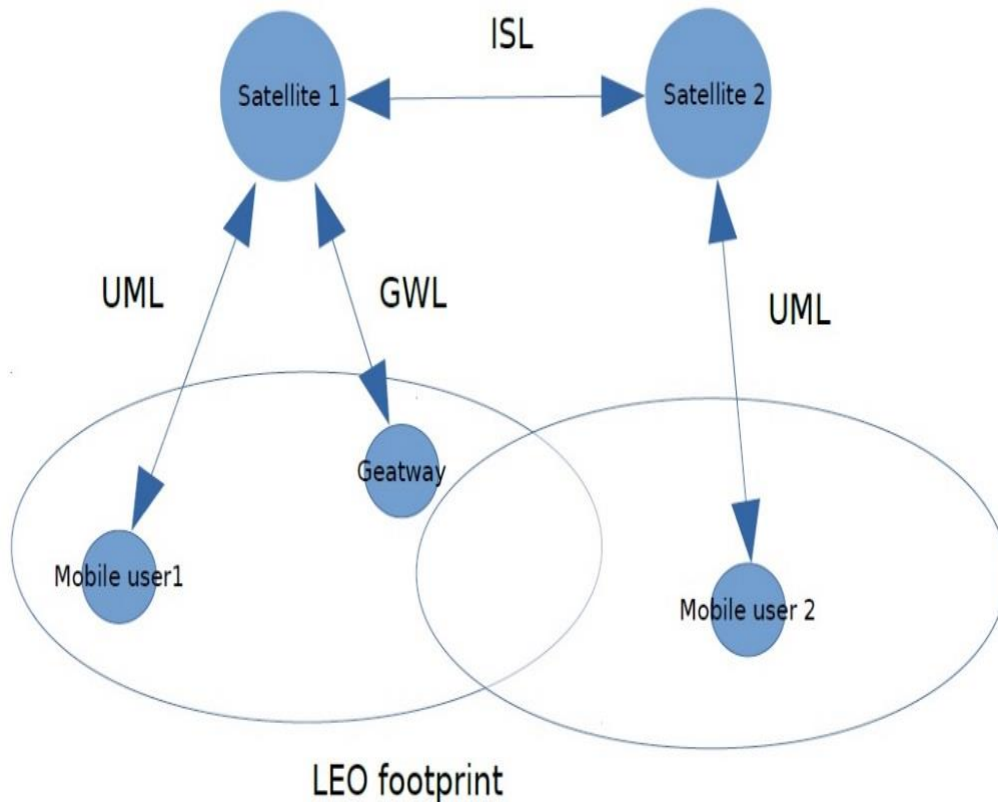 ISL
Satellite 1
Satellite 2
UML
GWL
UML
Geatway
Mobile user1
Mobile user 2
LEO footprint